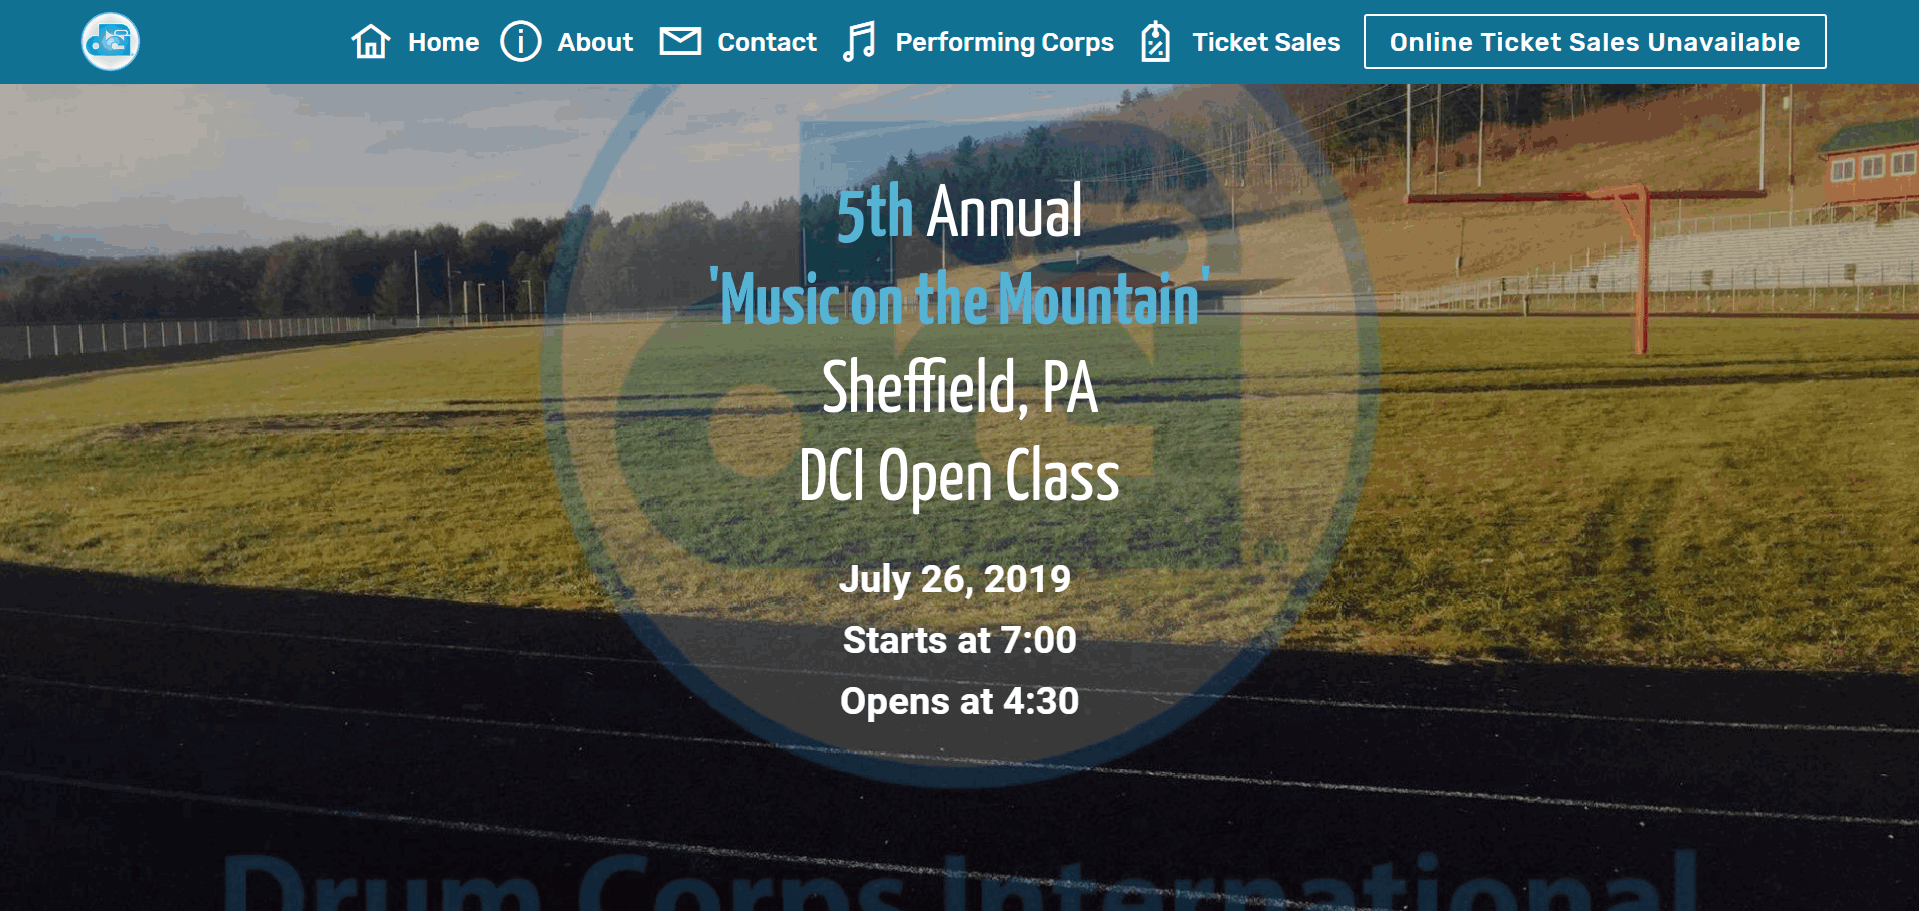 Home About Contact Performing Corps Ticket Sales Online Ticket Sales Unavailable
5th Annual
'Music on the Mountain'
Sheffield, PA
DCI Open Class
July 26, 2019
Starts at 7:00
Opens at 4:30
Drum Corps International